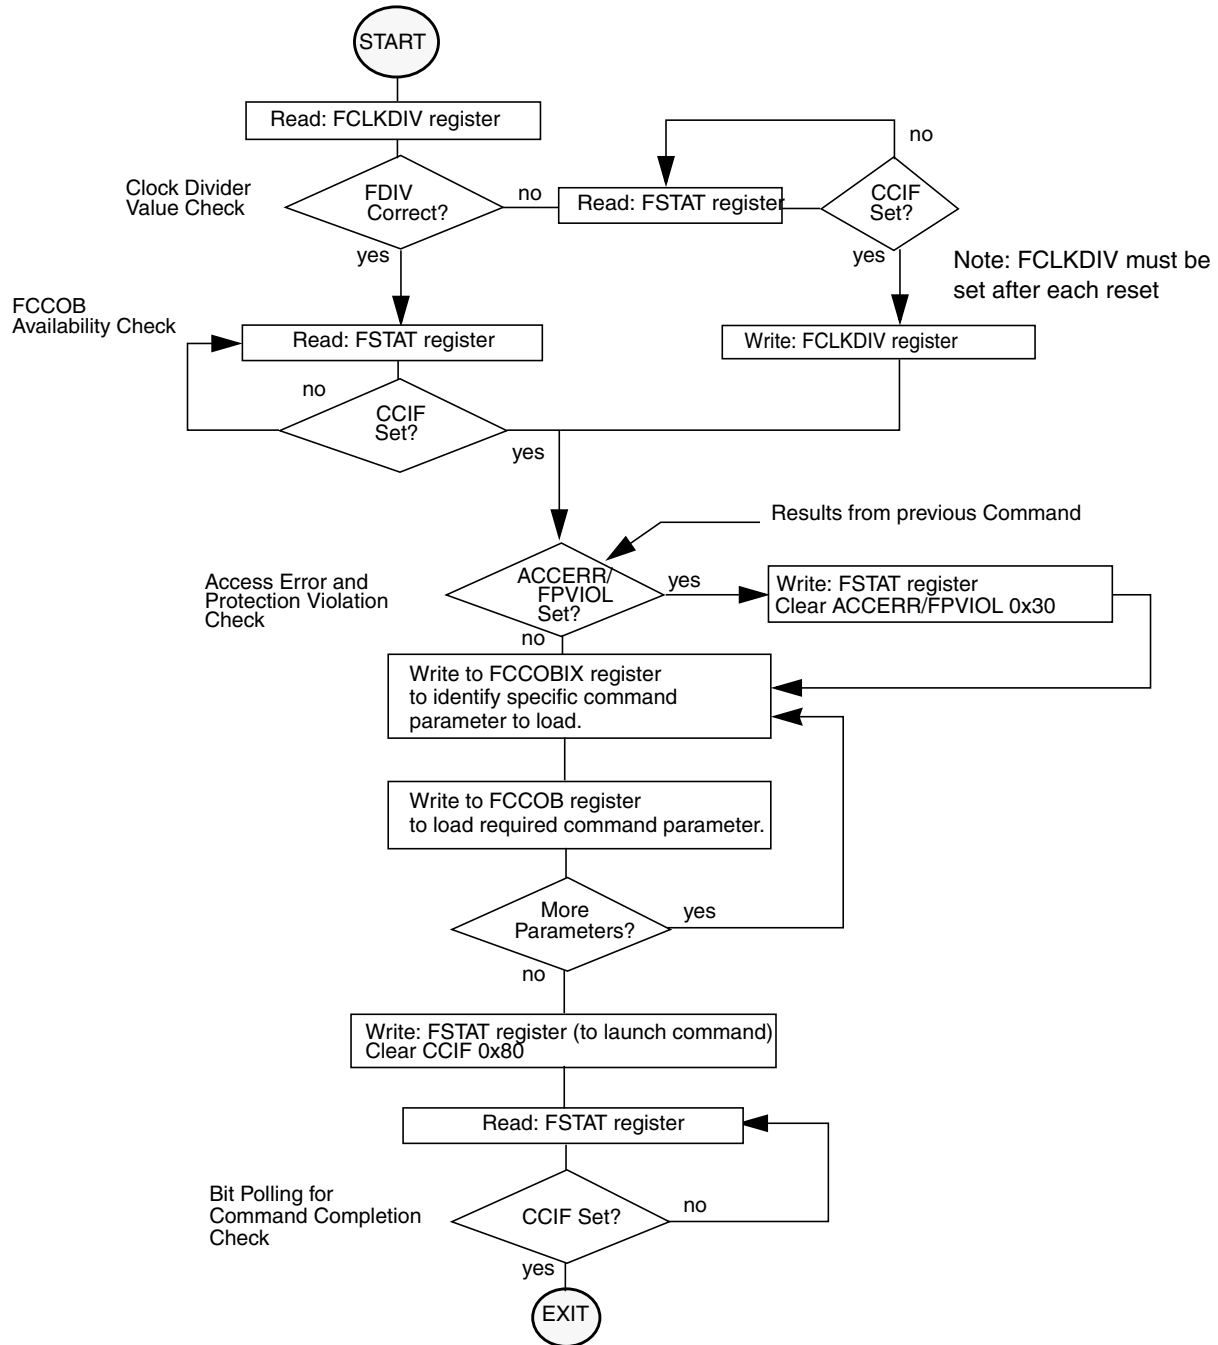 START
Read: FCLKDIV register
Clock Divider
Value Check
FDIV
Correct?
no
yes
Read: FSTAT register
CCIF
Set?
no
yes
Note: FCLKDIV must be
set after each reset
FCCOB
Availability Check
Read: FSTAT register
Write: FCLKDIV register
no
CCIF
Set?
yes
Results from previous Command
Access Error and
Protection Violation
Check
ACCERR/
FPVIOL
Set?
yes
no
Write: FSTAT register
Clear ACCERR/FPVIOL 0x30
Write to FCCOBIX register
to identify specific command
parameter to load.
Write to FCCOB register
to load required command parameter.
More
Parameters?
yes
no
Write: FSTAT register (to launch command)
Clear CCIF 0x80
Read: FSTAT register
Bit Polling for
Command Completion
Check
CCIF Set?
no
yes
EXIT